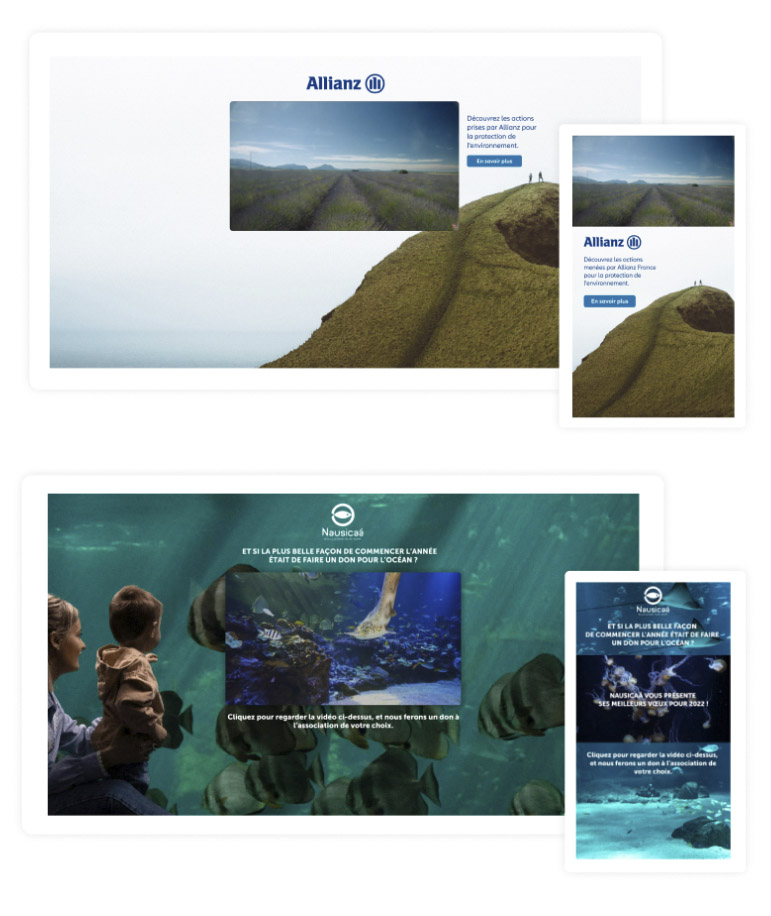 Allianz
Découvrez les actions
prises par Allianz pour
la protection de
l'environnement.
En savoir plus
Allianz
Découvrez les actions
menées par Allianz France
pour la protection de
l'environnement.
En savoir plus
Nausicaá
ET SI LA PLUS BELLE FAÇON DE COMMENCER L'ANNÉE
ÉTAIT DE FAIRE UN DON POUR L'OCÉAN ?
Cliquez pour regarder la vidéo ci-dessus, et nous ferons un don à
l'association de votre choix.
Nausicaá
ET SI LA PLUS BELLE FAÇON
DE COMMENCER L'ANNÉE ÉTAIT DE FAIRE
UN DON POUR L'OCÉAN ?
NAUSICAÁ VOUS PRÉSENTE
SES MEILLEURS VŒUX POUR 2022 !
Cliquez pour regarder la vidéo ci-dessus,
et nous ferons un don à l'association de
votre choix.